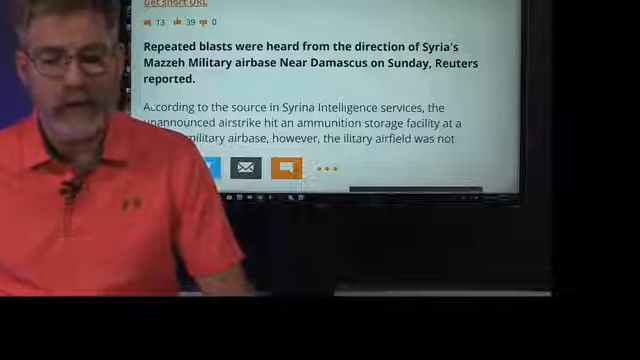 Get short URL
13 39 0
Repeated blasts were heard from the direction of Syria's
Mazzeh Military airbase Near Damascus on Sunday, Reuters
reported.
According to the source in Syrina Intelligence services, the
unannounced airstrike hit an ammunition storage facility at a
military airbase, however, the ilitary airfield was not